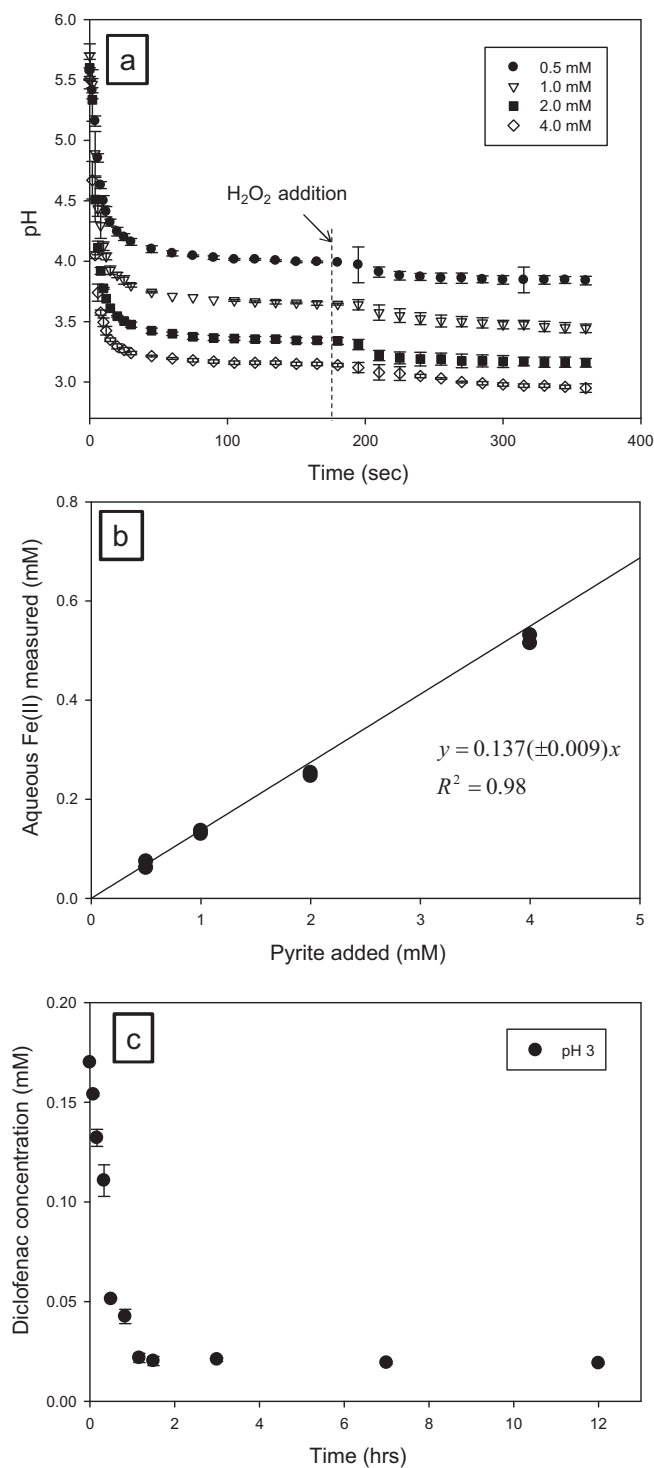 a
0.5 mM
1.0 mM
2.0 mM
4.0 mM
H₂O₂ addition
pH
6.0
5.5
5.0
4.5
4.0
3.5
3.0
0 100 200 300 400
Time (sec)
b
Aqueous Fe(II) measured (mM)
0.8
0.6
0.4
0.2
0.0
y = 0.137(±0.009)x
R² = 0.98
0 1 2 3 4 5
Pyrite added (mM)
c
pH 3
Diclofenac concentration (mM)
0.20
0.15
0.10
0.05
0.00
0 2 4 6 8 10 12
Time (hrs)